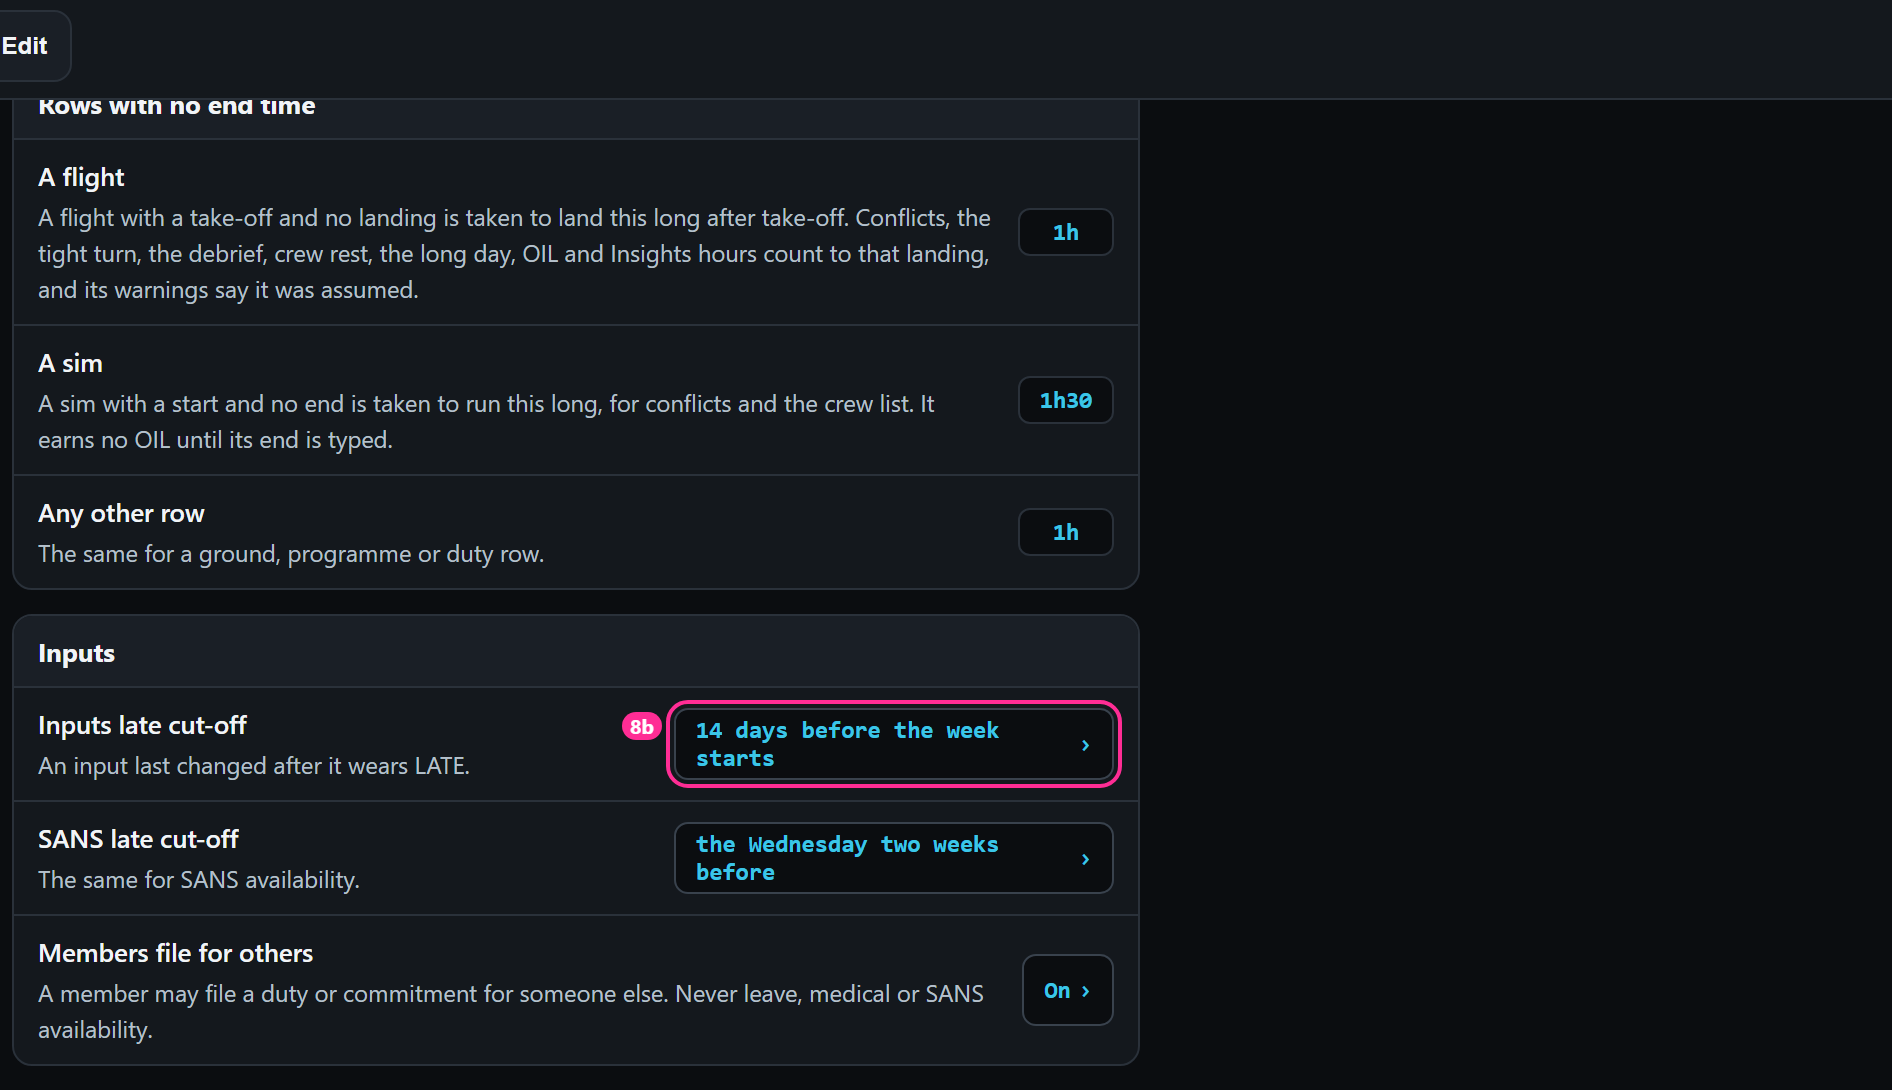 Edit
Rows with no end time
A flight
A flight with a take-off and no landing is taken to land this long after take-off. Conflicts, the
tight turn, the debrief, crew rest, the long day, OIL and Insights hours count to that landing,
and its warnings say it was assumed.
1h
A sim
A sim with a start and no end is taken to run this long, for conflicts and the crew list. It
earns no OIL until its end is typed.
1h30
Any other row
The same for a ground, programme or duty row.
1h
Inputs
Inputs late cut-off
An input last changed after it wears LATE.
8b
14 days before the week
starts
›
SANS late cut-off
The same for SANS availability.
the Wednesday two weeks
before
›
Members file for others
A member may file a duty or commitment for someone else. Never leave, medical or SANS
availability.
On ›